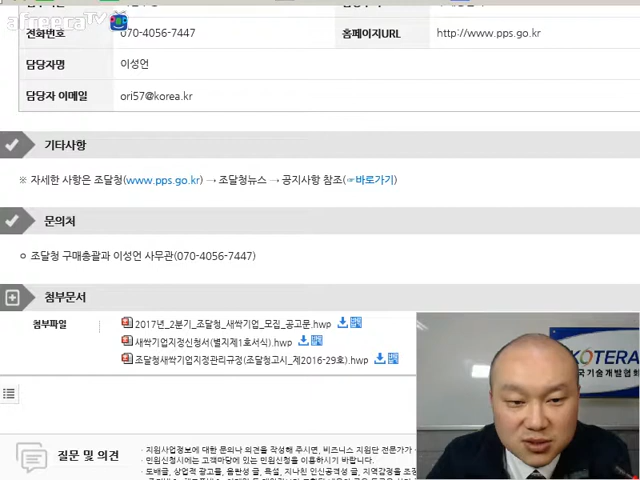 afreecaTV
전화번호 070-4056-7447 홈페이지URL http://www.pps.go.kr
담당자명 이성언
담당자 이메일 ori57@korea.kr
기타사항
※ 자세한 사항은 조달청(www.pps.go.kr) → 조달청뉴스 → 공지사항 참조(☞바로가기)
문의처
ㅇ 조달청 구매총괄과 이성언 사무관(070-4056-7447)
첨부문서
첨부파일 2017년_2분기_조달청_새싹기업_모집_공고문.hwp
새싹기업지정신청서(별지제1호서식).hwp
조달청새싹기업지정관리규정(조달청고시_제2016-29호).hwp
KOTERA
국기술개발협회
질문 및 의견
· 지원사업정보에 대한 문의나 의견을 작성해 주시면, 비즈니스 지원단 전문가가
· 민원신청시에는 고객마당에 있는 민원신청을 이용하시기 바랍니다.
· 도배글, 상업적 광고글, 음란성 글, 욕설, 지나친 인신공격성 글, 지역감정을 조장